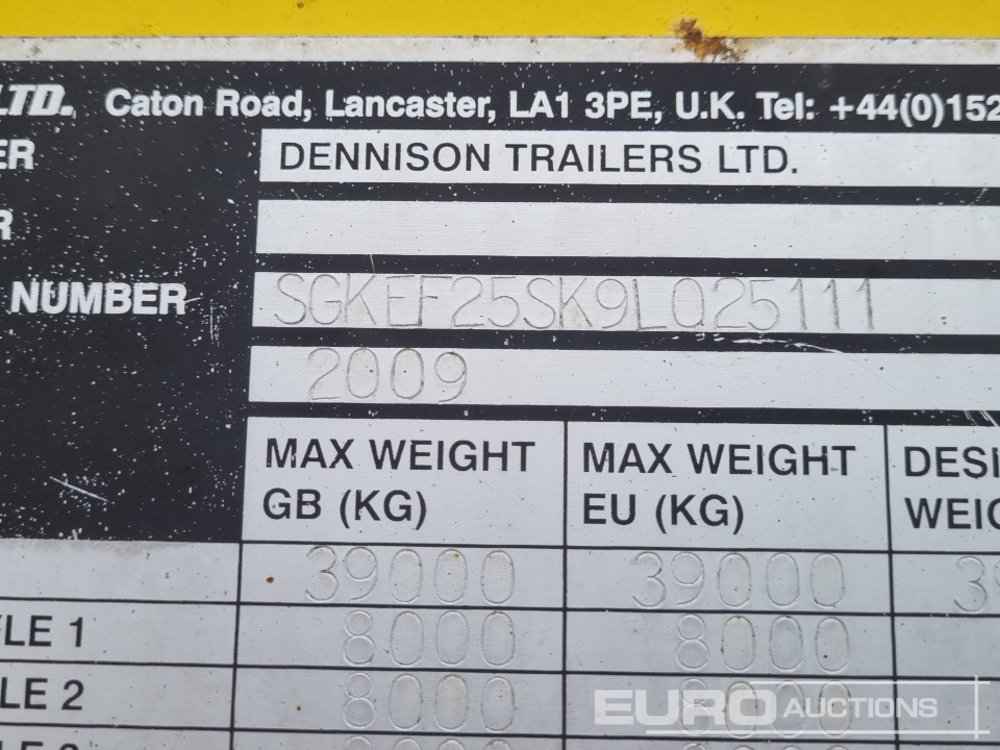 LTD. Caton Road, Lancaster, LA1 3PE, U.K. Tel: +44(0)152
ER DENNISON TRAILERS LTD.
R
NUMBER SGKEF25SK9LQ25111
2009
MAX WEIGHT GB (KG) MAX WEIGHT EU (KG) DESI WEIG
39000 39000 39
LE 1 8000 8000
LE 2 8000 8000
EURO AUCTIONS